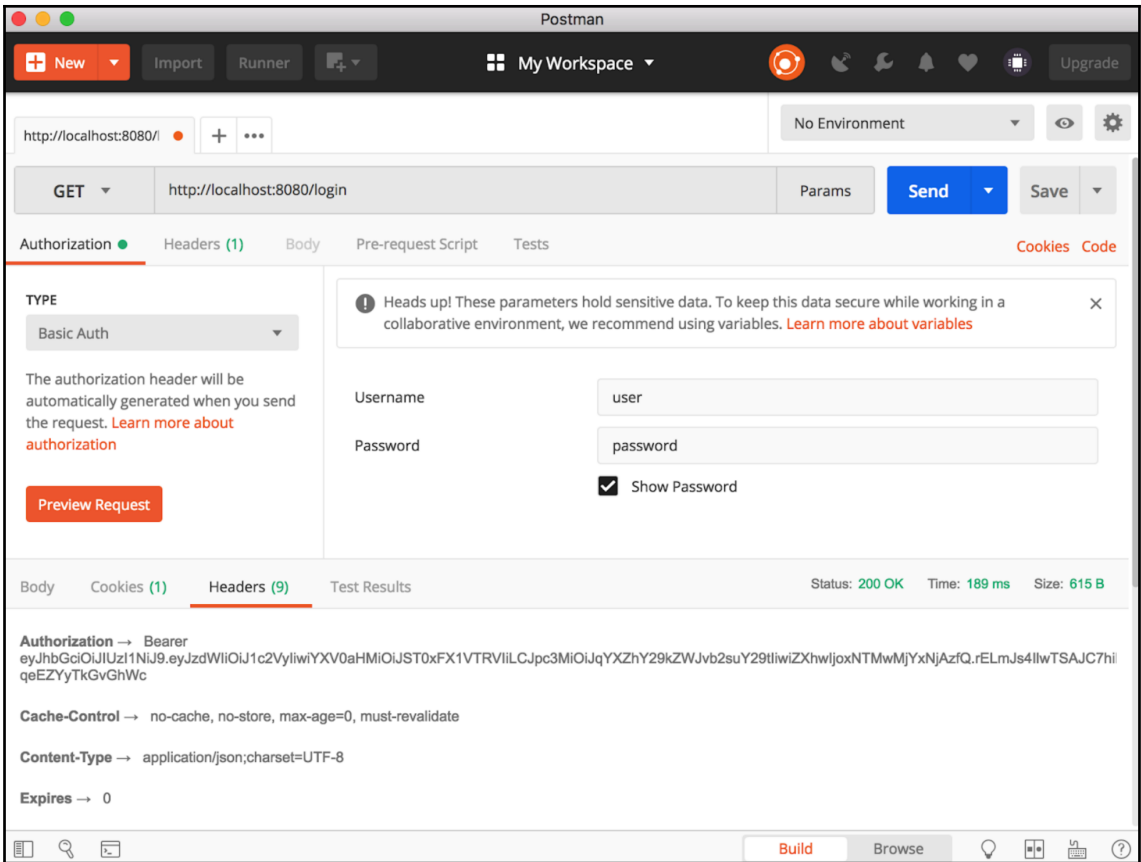 Postman
New
Import
Runner
My Workspace
Upgrade
http://localhost:8080/l
No Environment
GET
http://localhost:8080/login
Params
Send
Save
Authorization
Headers (1)
Body
Pre-request Script
Tests
Cookies
Code
TYPE
Basic Auth
The authorization header will be
automatically generated when you send
the request. Learn more about
authorization
Preview Request
Heads up! These parameters hold sensitive data. To keep this data secure while working in a
collaborative environment, we recommend using variables. Learn more about variables
Username
user
Password
password
Show Password
Body
Cookies (1)
Headers (9)
Test Results
Status: 200 OK
Time: 189 ms
Size: 615 B
Authorization → Bearer
eyJhbGciOiJIUzI1NiJ9.eyJzdWIiOiJ1c2VyIiwiYXV0aHMiOiJST0xFX1VTRVIiLCJpc3MiOiJqYXZhY29kZWJvb2suY29tIiwiZXhwIjoxNTMwMjYxNjAzfQ.rELmJs4IIwTSAJC7hi
qeEZYyTkGvGhWc
Cache-Control → no-cache, no-store, max-age=0, must-revalidate
Content-Type → application/json;charset=UTF-8
Expires → 0
Build
Browse